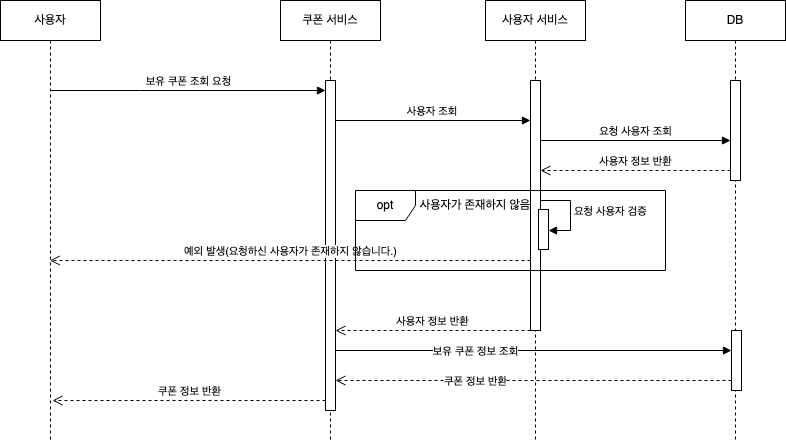 사용자
쿠폰 서비스
사용자 서비스
DB
보유 쿠폰 조회 요청
사용자 조회
요청 사용자 조회
사용자 정보 반환
opt
사용자가 존재하지 않음
요청 사용자 검증
예외 발생(요청하신 사용자가 존재하지 않습니다.)
사용자 정보 반환
보유 쿠폰 정보 조회
쿠폰 정보 반환
쿠폰 정보 반환